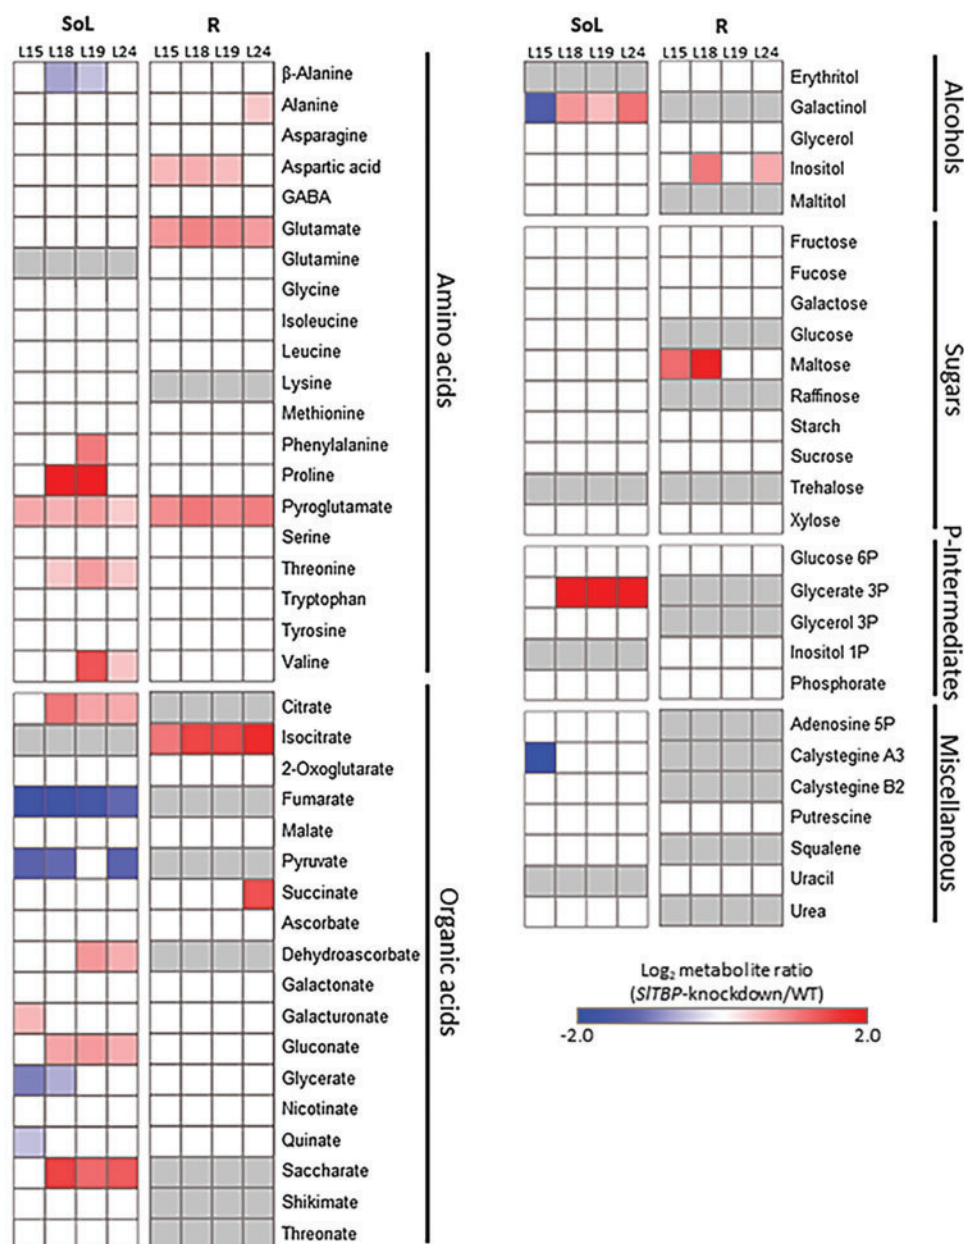 SoL R
L15 L18 L19 L24 L15 L18 L19 L24
β-Alanine
Alanine
Asparagine
Aspartic acid
GABA
Glutamate
Glutamine
Glycine
Isoleucine
Leucine
Lysine
Methionine
Phenylalanine
Proline
Pyroglutamate
Serine
Threonine
Tryptophan
Tyrosine
Valine
Amino acids
Citrate
Isocitrate
2-Oxoglutarate
Fumarate
Malate
Pyruvate
Succinate
Ascorbate
Dehydroascorbate
Galactonate
Galacturonate
Gluconate
Glycerate
Nicotinate
Quinate
Saccharate
Shikimate
Threonate
Organic acids
SoL R
L15 L18 L19 L24 L15 L18 L19 L24
Erythritol
Galactinol
Glycerol
Inositol
Maltitol
Alcohols
Fructose
Fucose
Galactose
Glucose
Maltose
Raffinose
Starch
Sucrose
Trehalose
Xylose
Sugars
Glucose 6P
Glycerate 3P
Glycerol 3P
Inositol 1P
Phosphorate
P-Intermediates
Adenosine 5P
Calystegine A3
Calystegine B2
Putrescine
Squalene
Uracil
Urea
Miscellaneous
Log₂ metabolite ratio
(SlTBP-knockdown/WT)
-2.0 2.0